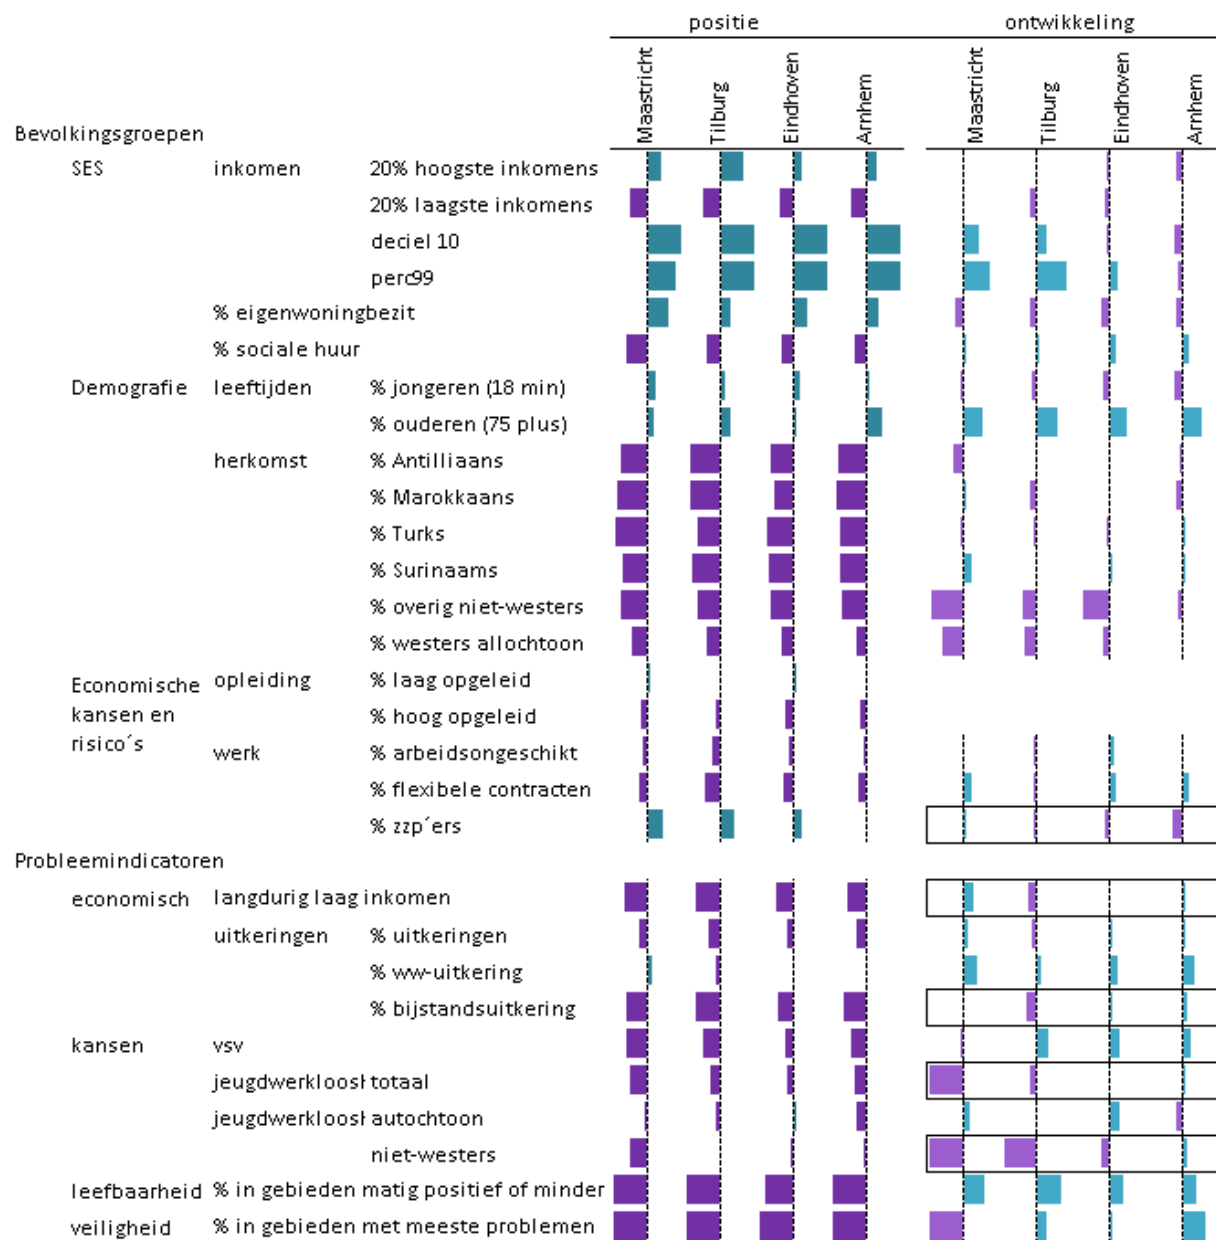 positie ontwikkeling
Maastricht Tilburg Eindhoven Arnhem Maastricht Tilburg Eindhoven Arnhem
Bevolkingsgroepen
SES inkomen 20% hoogste inkomens
20% laagste inkomens
deciel 10
perc99
% eigenwoningbezit
% sociale huur
Demografie leeftijden % jongeren (18 min)
% ouderen (75 plus)
herkomst % Antilliaans
% Marokkaans
% Turks
% Surinaams
% overig niet-westers
% westers allochtoon
Economische kansen en risico´s opleiding % laag opgeleid
% hoog opgeleid
werk % arbeidsongeschikt
% flexibele contracten
% zzp´ers
Probleemindicatoren
economisch langdurig laag inkomen
uitkeringen % uitkeringen
% ww-uitkering
% bijstandsuitkering
kansen vsv
jeugdwerkloosh totaal
jeugdwerkloosh autochtoon
niet-westers
leefbaarheid % in gebieden matig positief of minder
veiligheid % in gebieden met meeste problemen